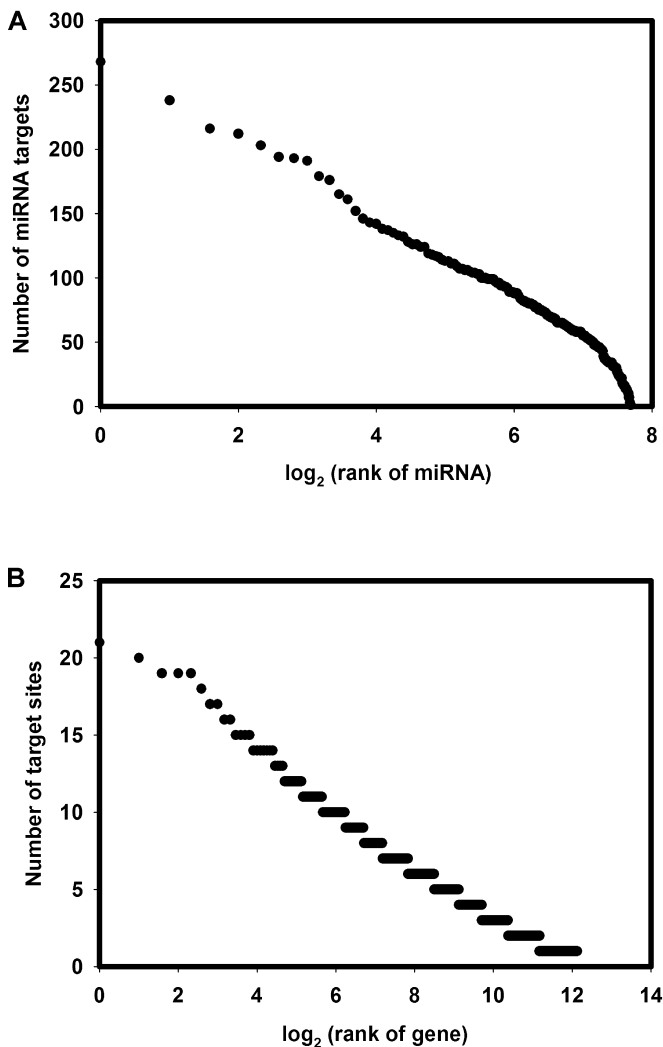 A
300
250
200
150
100
50
0
Number of miRNA targets
0 2 4 6 8
log₂ (rank of miRNA)
B
25
20
15
10
5
0
Number of target sites
0 2 4 6 8 10 12 14
log₂ (rank of gene)